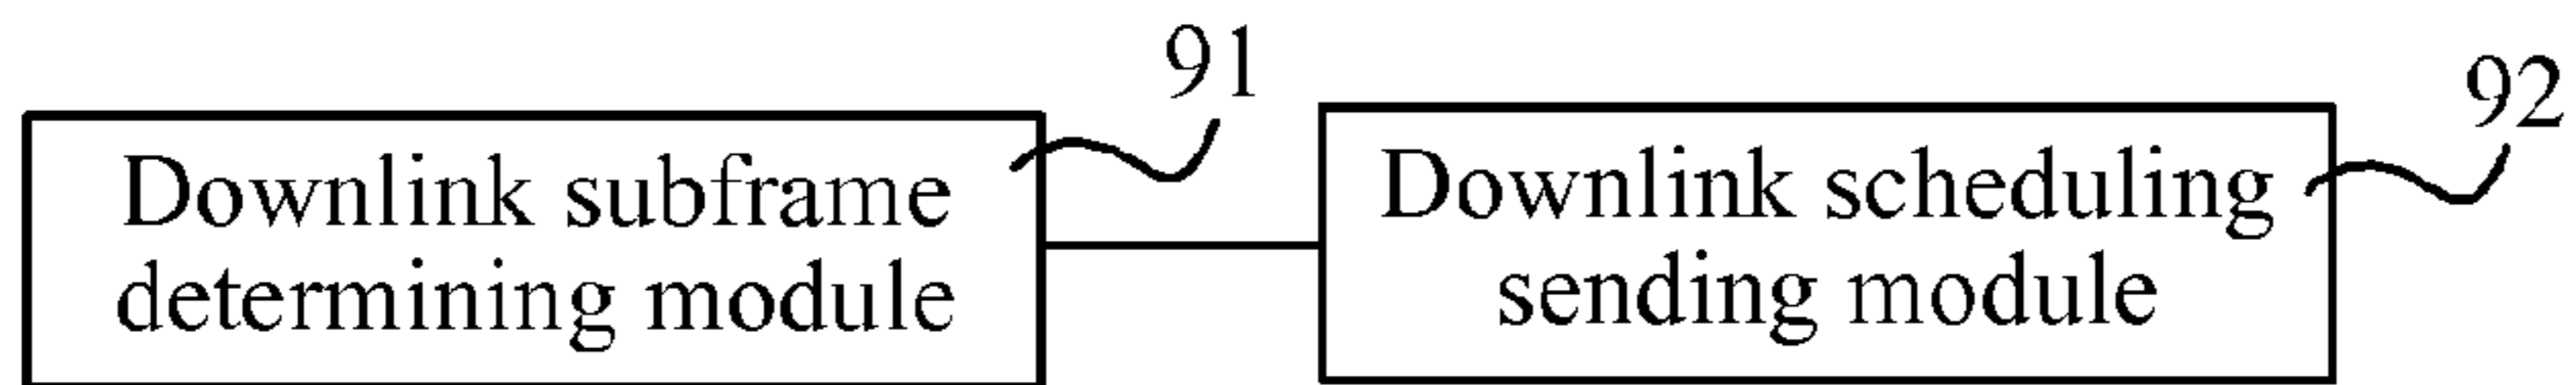 91
Downlink subframe
determining module
92
Downlink scheduling
sending module